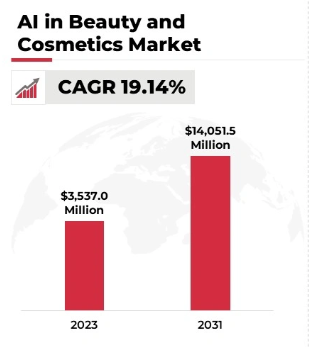 AI in Beauty and
Cosmetics Market
CAGR 19.14%
$14,051.5
Million
$3,537.0
Million
2023
2031